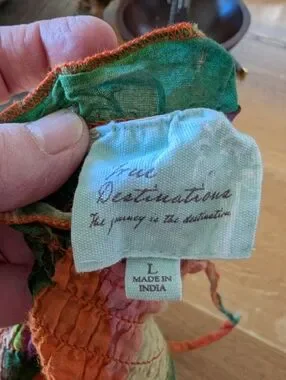 True
Destinations
The journey is the destination
L
MADE IN
INDIA